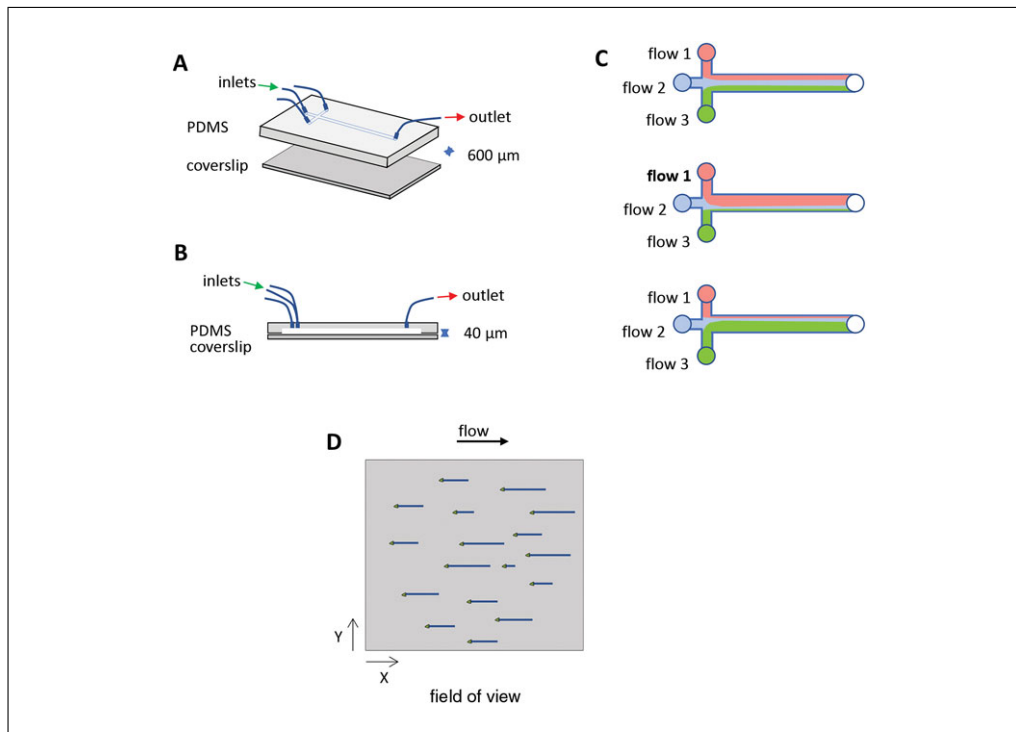 A
inlets
outlet
PDMS
600 µm
coverslip
B
inlets
outlet
PDMS
40 µm
coverslip
C
flow 1
flow 2
flow 3
flow 1
flow 2
flow 3
flow 1
flow 2
flow 3
D
flow
Y
X
field of view